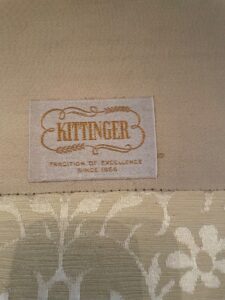 KITTINGER
TRADITION OF EXCELLENCE
SINCE 1866